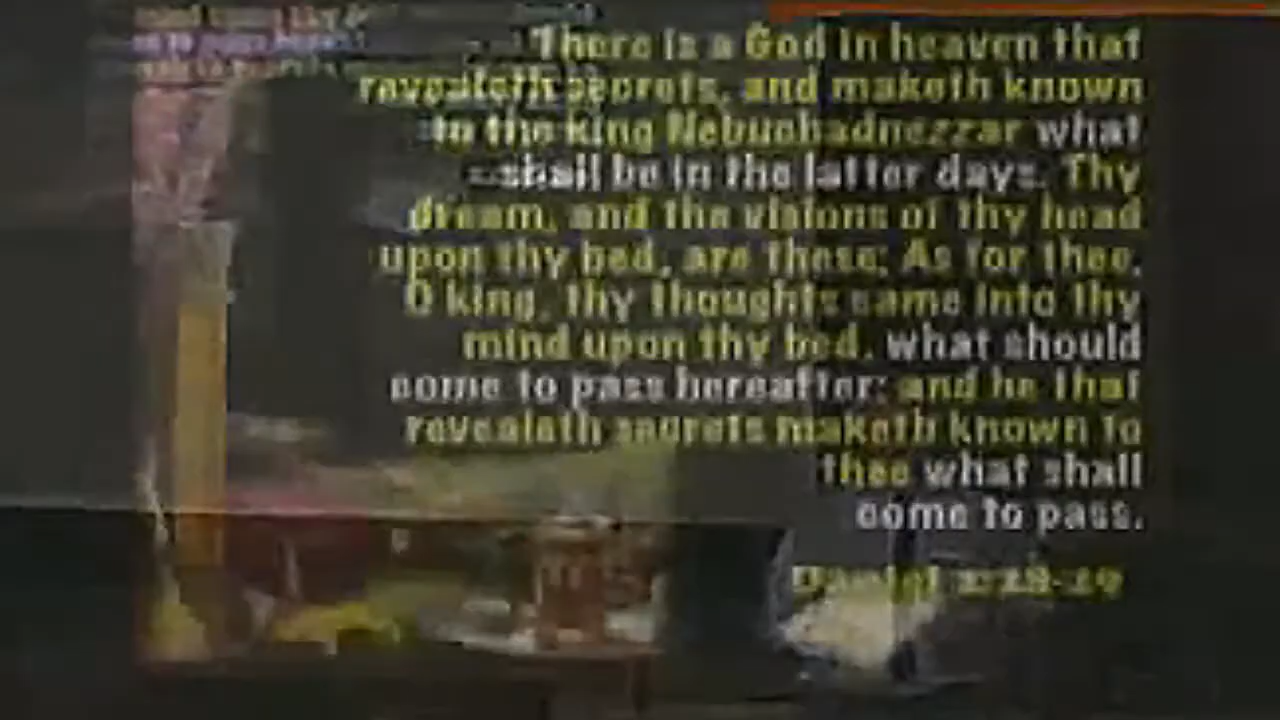 There is a God in heaven that
revealeth secrets, and maketh known
to the king Nebuchadnezzar what
shall be in the latter days. Thy
dream, and the visions of thy head
upon thy bed, are these; As for thee,
O king, thy thoughts came into thy
mind upon thy bed, what should
come to pass hereafter: and he that
revealeth secrets maketh known to
thee what shall
come to pass.
Daniel 2:28-29